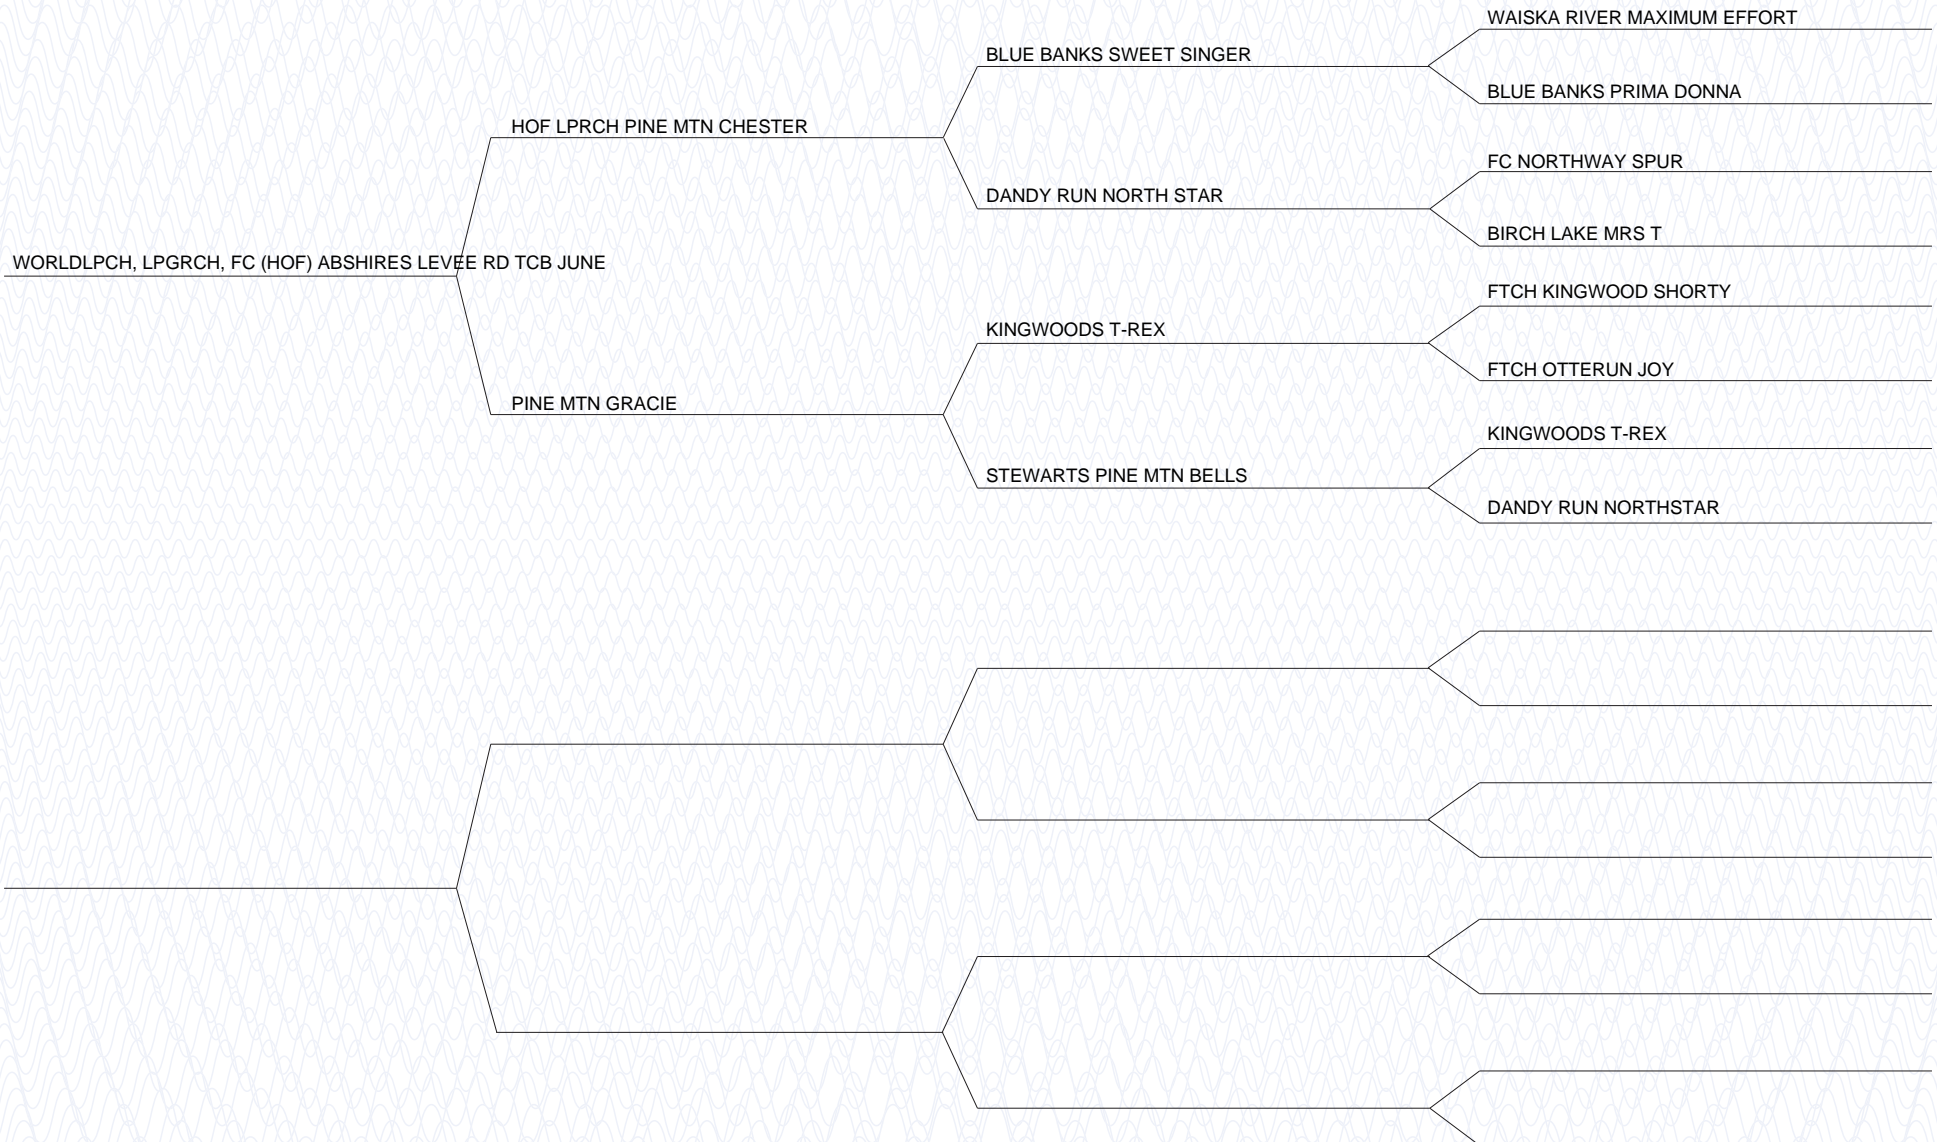 WAISKA RIVER MAXIMUM EFFORT
BLUE BANKS SWEET SINGER
BLUE BANKS PRIMA DONNA
HOF LPRCH PINE MTN CHESTER
FC NORTHWAY SPUR
DANDY RUN NORTH STAR
BIRCH LAKE MRS T
WORLDLPCH, LPGRCH, FC (HOF) ABSHIRES LEVEE RD TCB JUNE
FTCH KINGWOOD SHORTY
KINGWOODS T-REX
FTCH OTTERUN JOY
PINE MTN GRACIE
KINGWOODS T-REX
STEWARTS PINE MTN BELLS
DANDY RUN NORTHSTAR